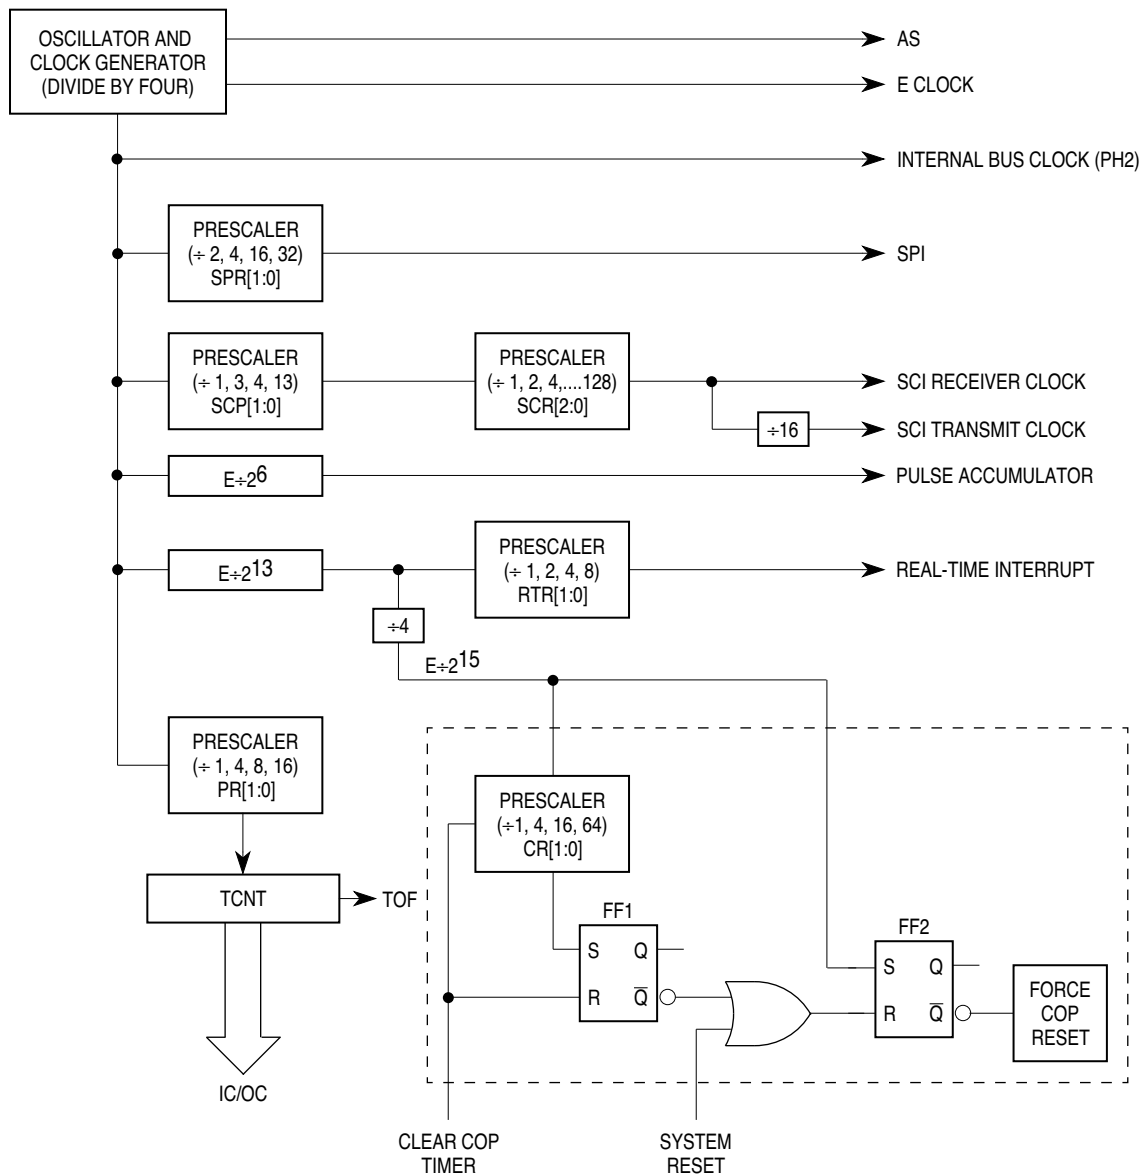 OSCILLATOR AND
CLOCK GENERATOR
(DIVIDE BY FOUR)
AS
E CLOCK
INTERNAL BUS CLOCK (PH2)
PRESCALER
(÷ 2, 4, 16, 32)
SPR[1:0]
SPI
PRESCALER
(÷ 1, 3, 4, 13)
SCP[1:0]
PRESCALER
(÷ 1, 2, 4,....128)
SCR[2:0]
SCI RECEIVER CLOCK
÷16
SCI TRANSMIT CLOCK
E÷2⁶
PULSE ACCUMULATOR
E÷2¹³
PRESCALER
(÷ 1, 2, 4, 8)
RTR[1:0]
REAL-TIME INTERRUPT
÷4
E÷2¹⁵
PRESCALER
(÷ 1, 4, 8, 16)
PR[1:0]
TCNT
TOF
IC/OC
PRESCALER
(÷1, 4, 16, 64)
CR[1:0]
FF1
S Q
R Q̅
FF2
S Q
R Q̅
FORCE
COP
RESET
CLEAR COP
TIMER
SYSTEM
RESET